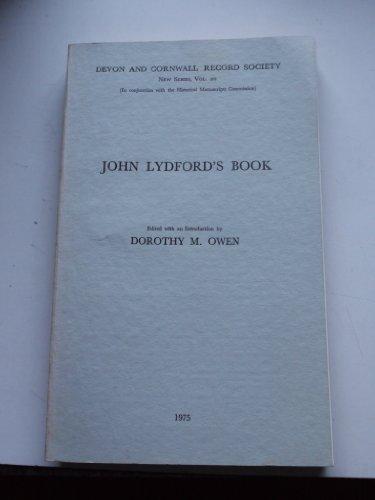 DEVON AND CORNWALL RECORD SOCIETY
NEW SERIES, VOL. 20
(In conjunction with the Historical Manuscripts Commission)
JOHN LYDFORD'S BOOK
Edited with an Introduction by
DOROTHY M. OWEN
1975